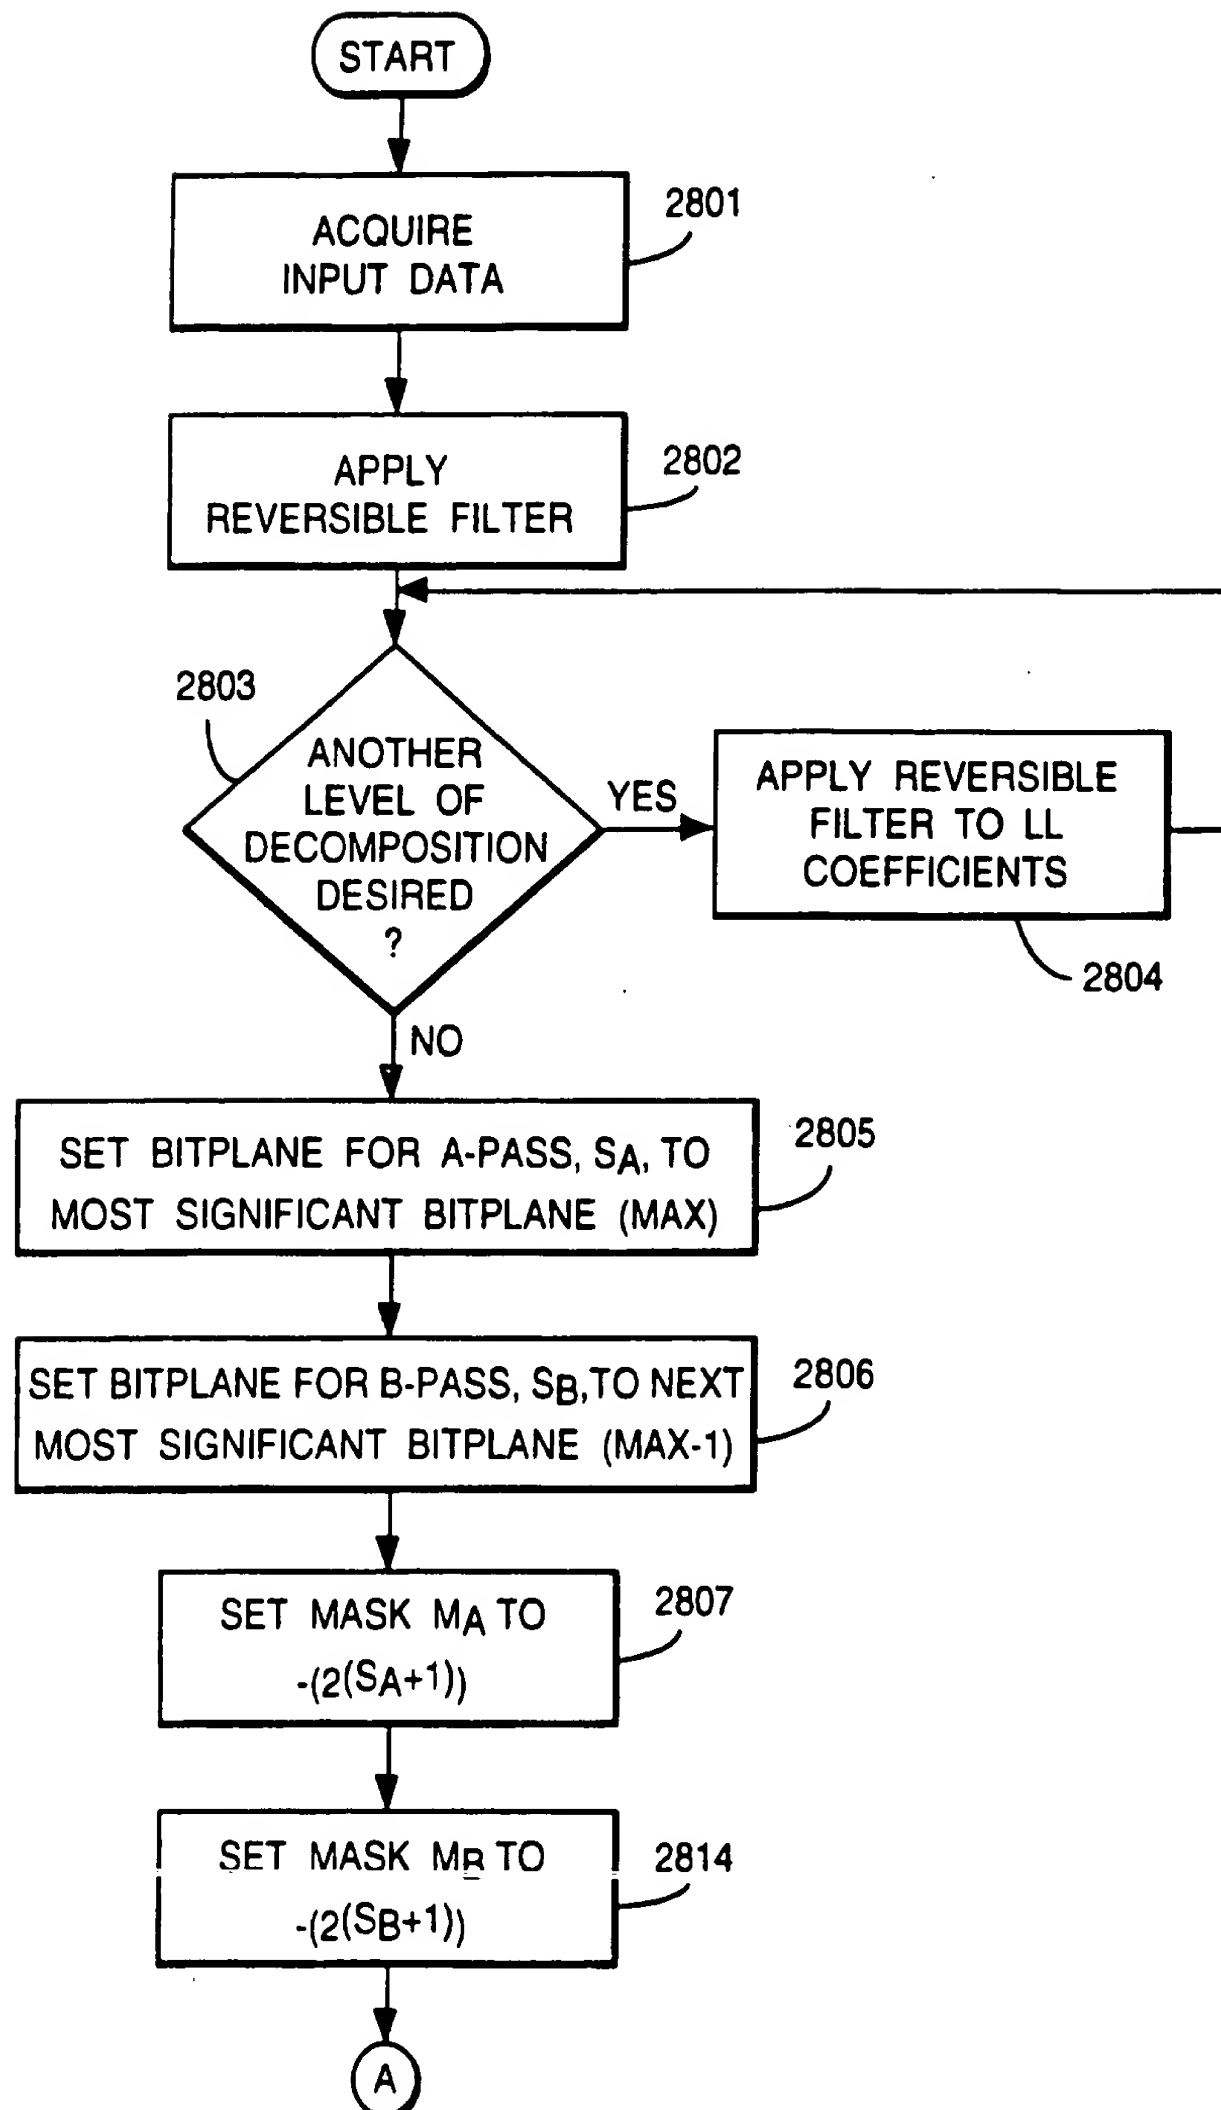 START
ACQUIRE
INPUT DATA
2801
APPLY
REVERSIBLE FILTER
2802
2803
ANOTHER
LEVEL OF
DECOMPOSITION
DESIRED
?
YES
APPLY REVERSIBLE
FILTER TO LL
COEFFICIENTS
2804
NO
SET BITPLANE FOR A-PASS, SA, TO
MOST SIGNIFICANT BITPLANE (MAX)
2805
SET BITPLANE FOR B-PASS, SB, TO NEXT
MOST SIGNIFICANT BITPLANE (MAX-1)
2806
SET MASK MA TO
-(2(SA+1))
2807
SET MASK MB TO
-(2(SB+1))
2814
A